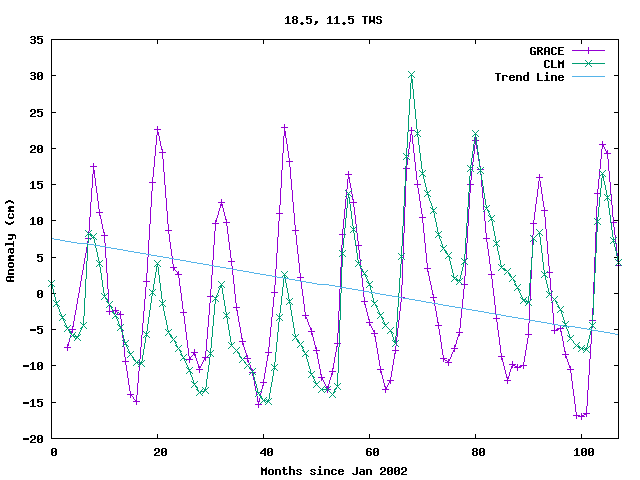 18.5, 11.5 TWS
GRACE
CLM
Trend Line
35
30
25
20
15
10
5
0
-5
-10
-15
-20
Anomaly (cm)
0 20 40 60 80 100
Months since Jan 2002